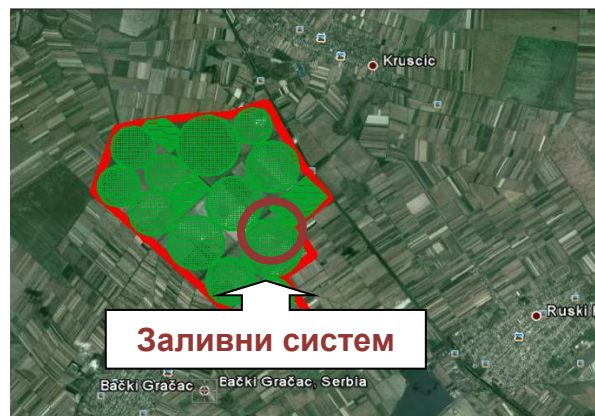 Kruscic
Заливни систем
Ruski
Bački Gračac
Bački Gračac, Serbia